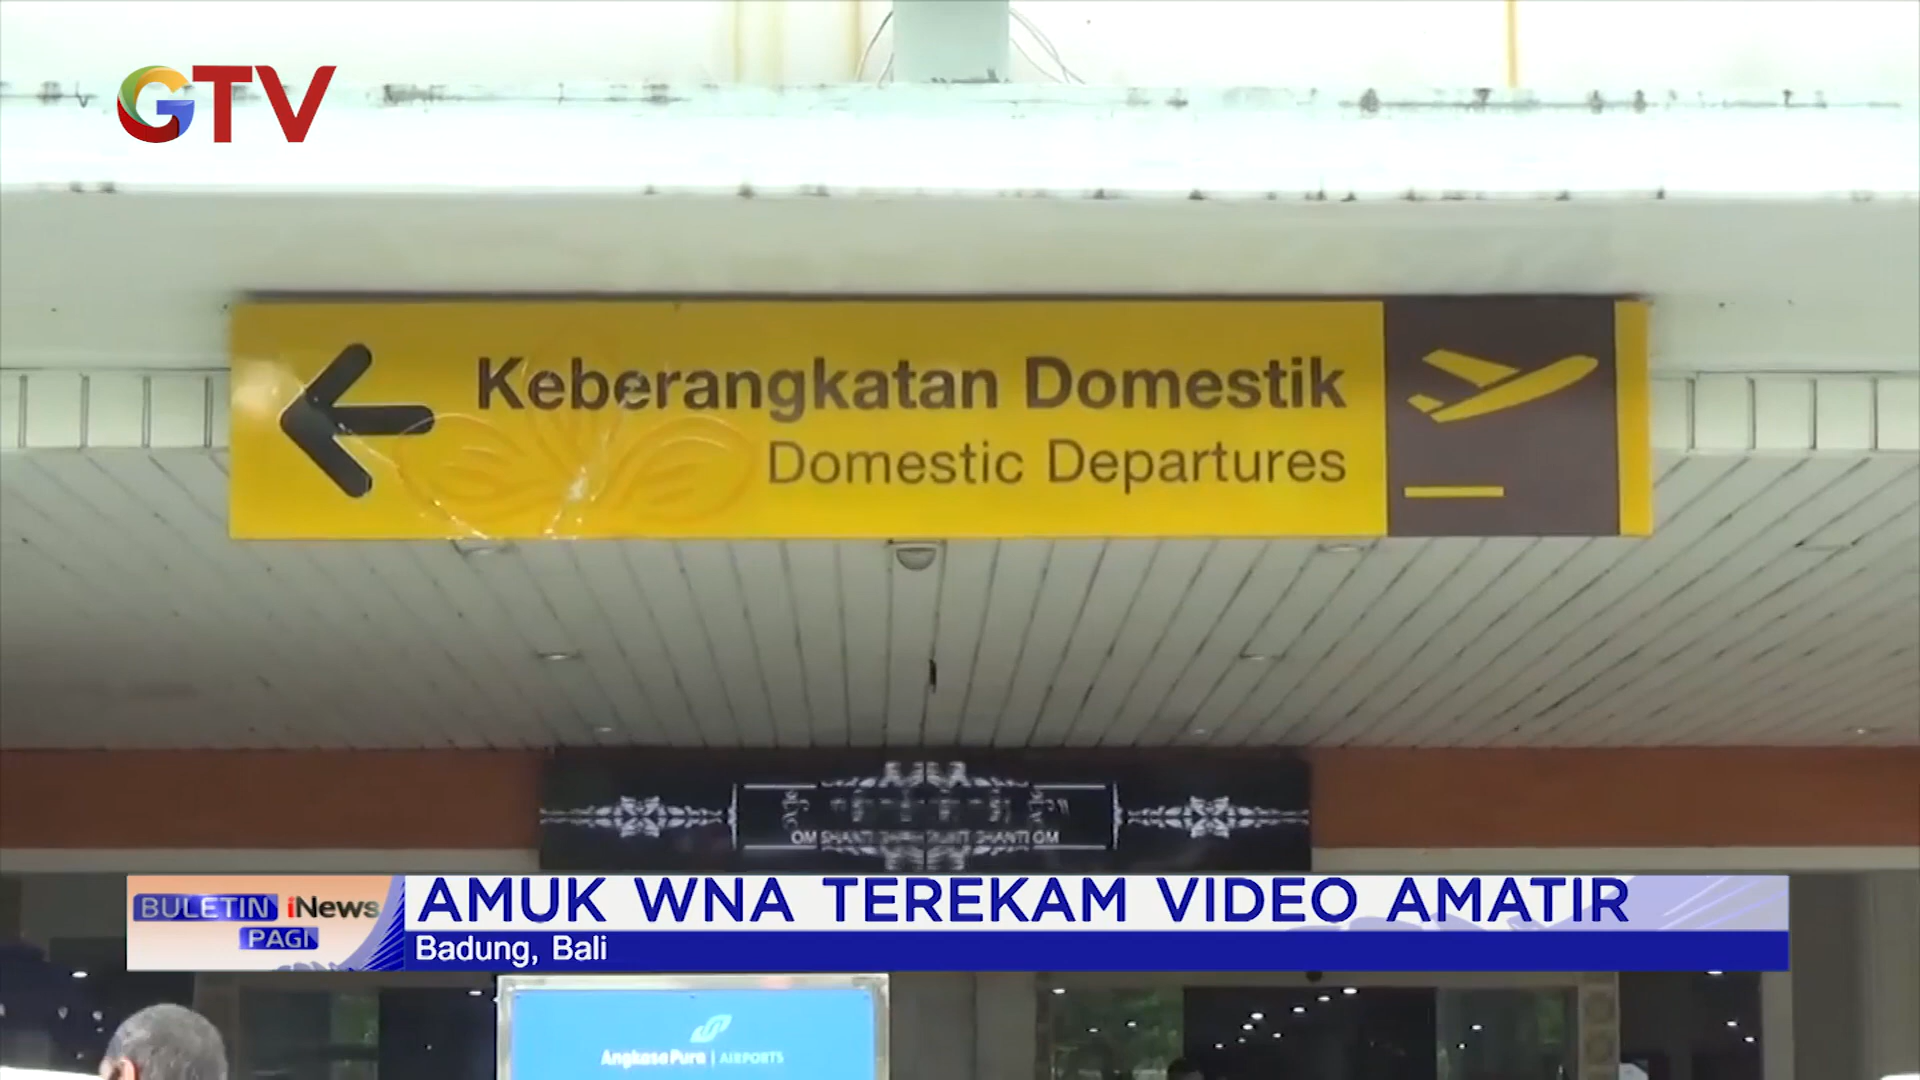 GTV
Keberangkatan Domestik
Domestic Departures
OM SHANTI SHANTI SHANTI OM
BULETIN iNews
PAGI
AMUK WNA TEREKAM VIDEO AMATIR
Badung, Bali
Angkasa Pura | AIRPORTS